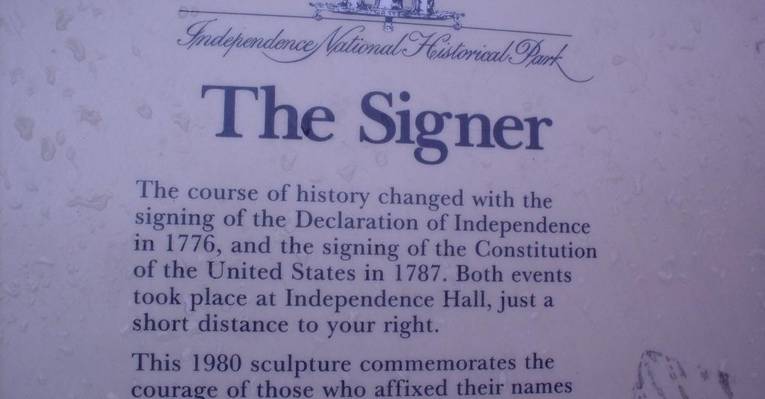 Independence National Historical Park
The Signer
The course of history changed with the
signing of the Declaration of Independence
in 1776, and the signing of the Constitution
of the United States in 1787. Both events
took place at Independence Hall, just a
short distance to your right.
This 1980 sculpture commemorates the
courage of those who affixed their names